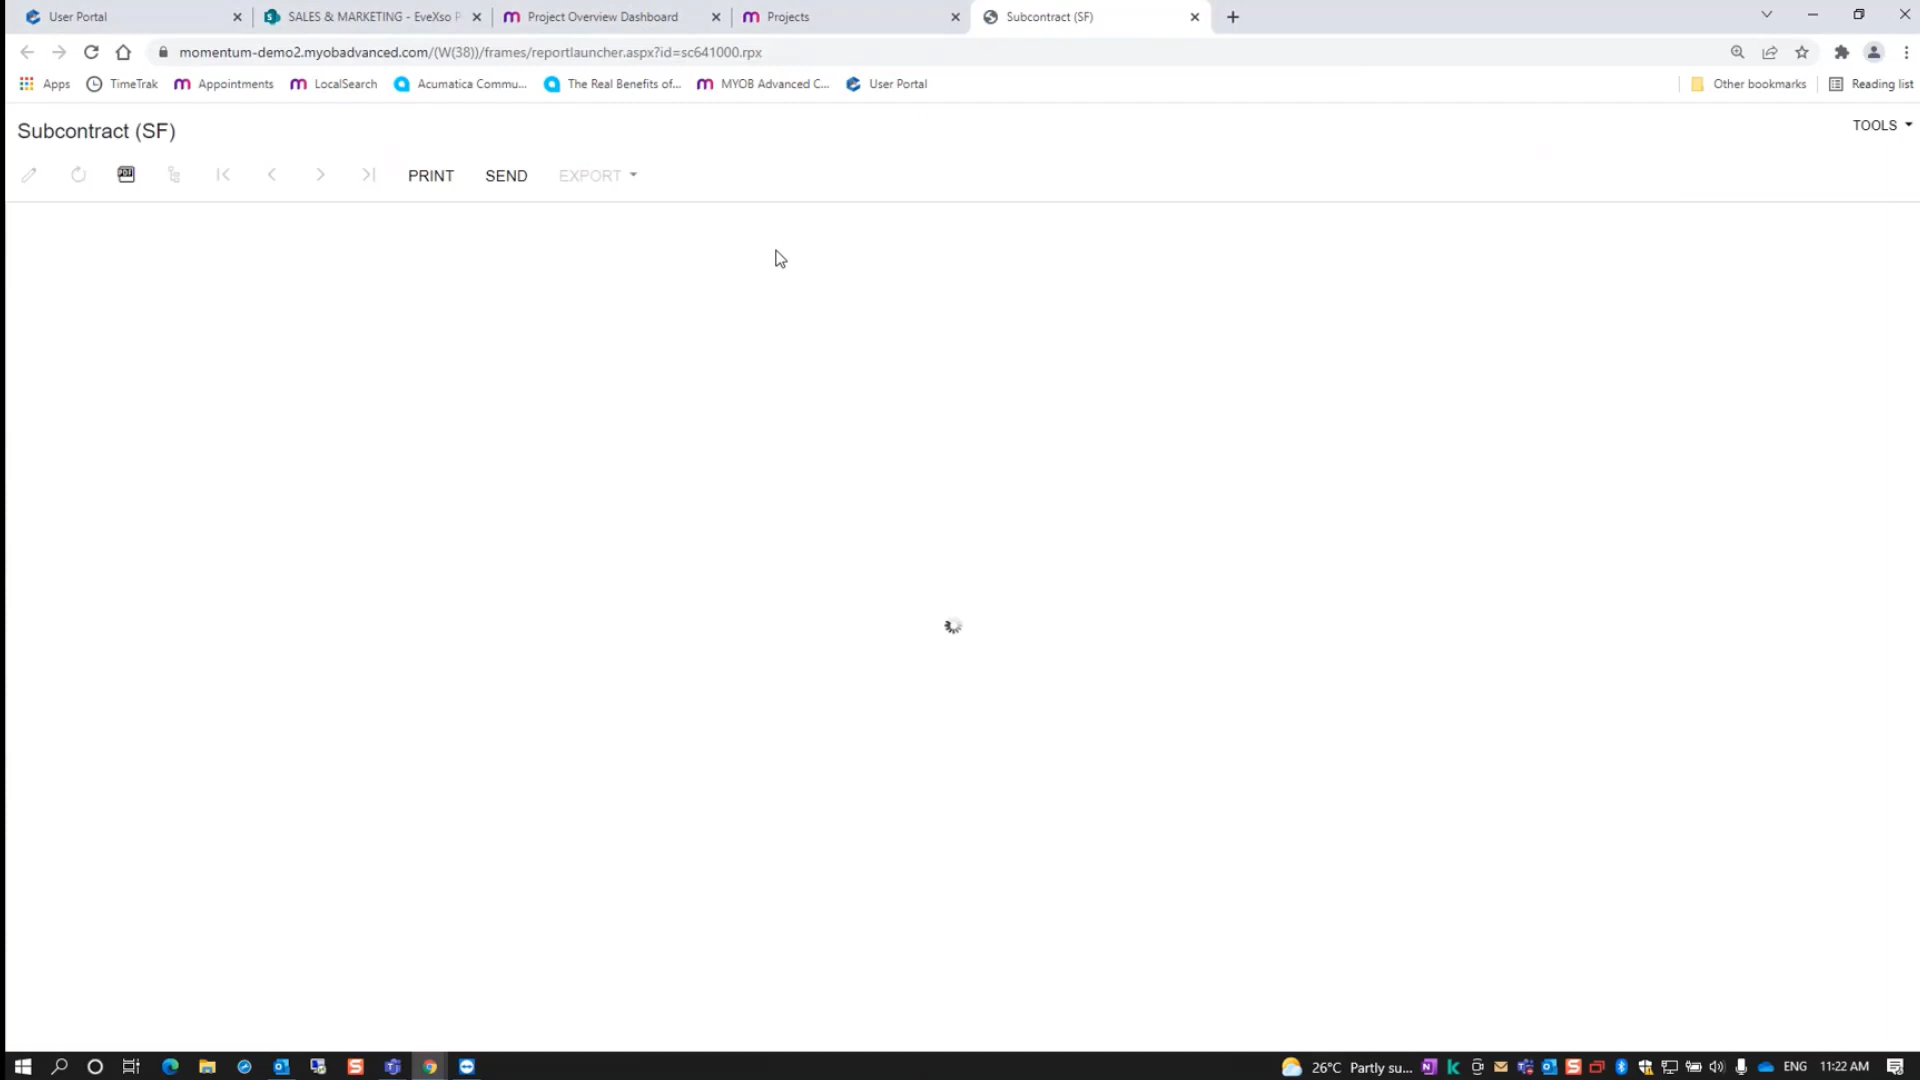 User Portal
SALES & MARKETING - EveXso P
Project Overview Dashboard
Projects
Subcontract (SF)
momentum-demo2.myobadvanced.com/(W(38))/frames/reportlauncher.aspx?id=sc641000.rpx
Apps
TimeTrak
Appointments
LocalSearch
Acumatica Commu...
The Real Benefits of...
MYOB Advanced C...
User Portal
Other bookmarks
Reading list
Subcontract (SF)
TOOLS
PDF
PRINT
SEND
EXPORT
26°C Partly su...
ENG
11:22 AM